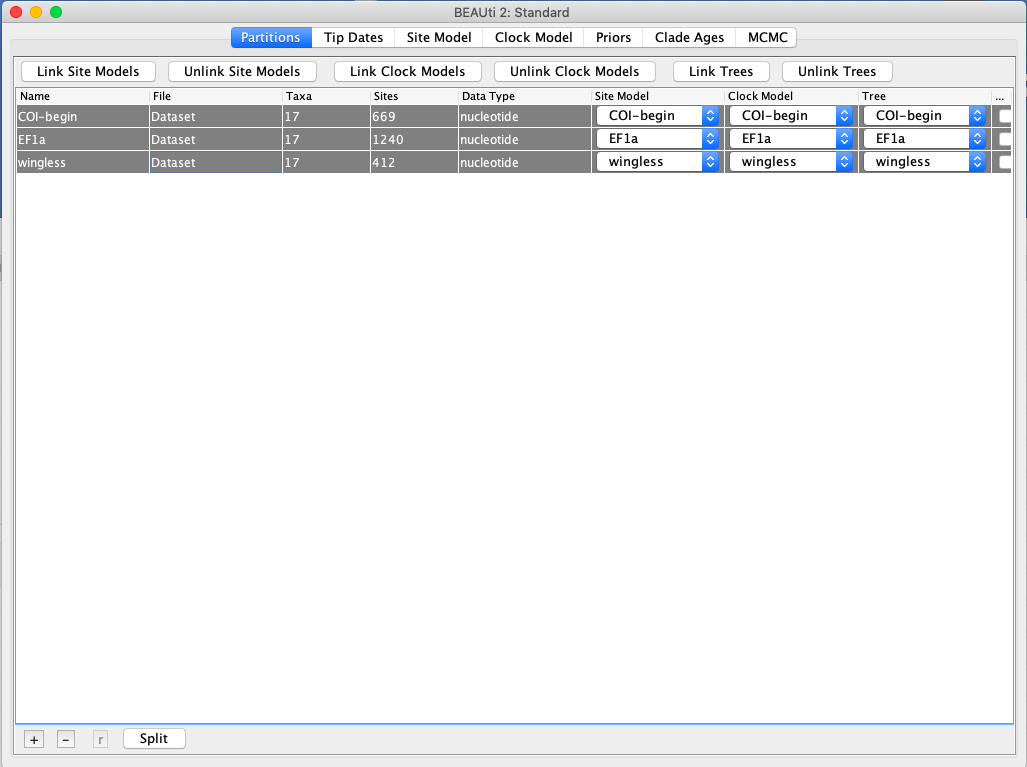 BEAUti 2: Standard
Partitions Tip Dates Site Model Clock Model Priors Clade Ages MCMC
Link Site Models Unlink Site Models Link Clock Models Unlink Clock Models Link Trees Unlink Trees
Name File Taxa Sites Data Type Site Model Clock Model Tree ...
COI-begin Dataset 17 669 nucleotide COI-begin COI-begin COI-begin
EF1a Dataset 17 1240 nucleotide EF1a EF1a EF1a
wingless Dataset 17 412 nucleotide wingless wingless wingless
+ - r Split